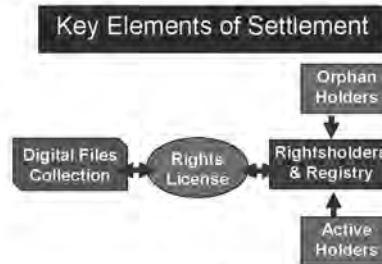 Key Elements of Settlement
Orphan
Holders
Digital Files
Collection
Rights
License
Rightsholders
& Registry
Active
Holders